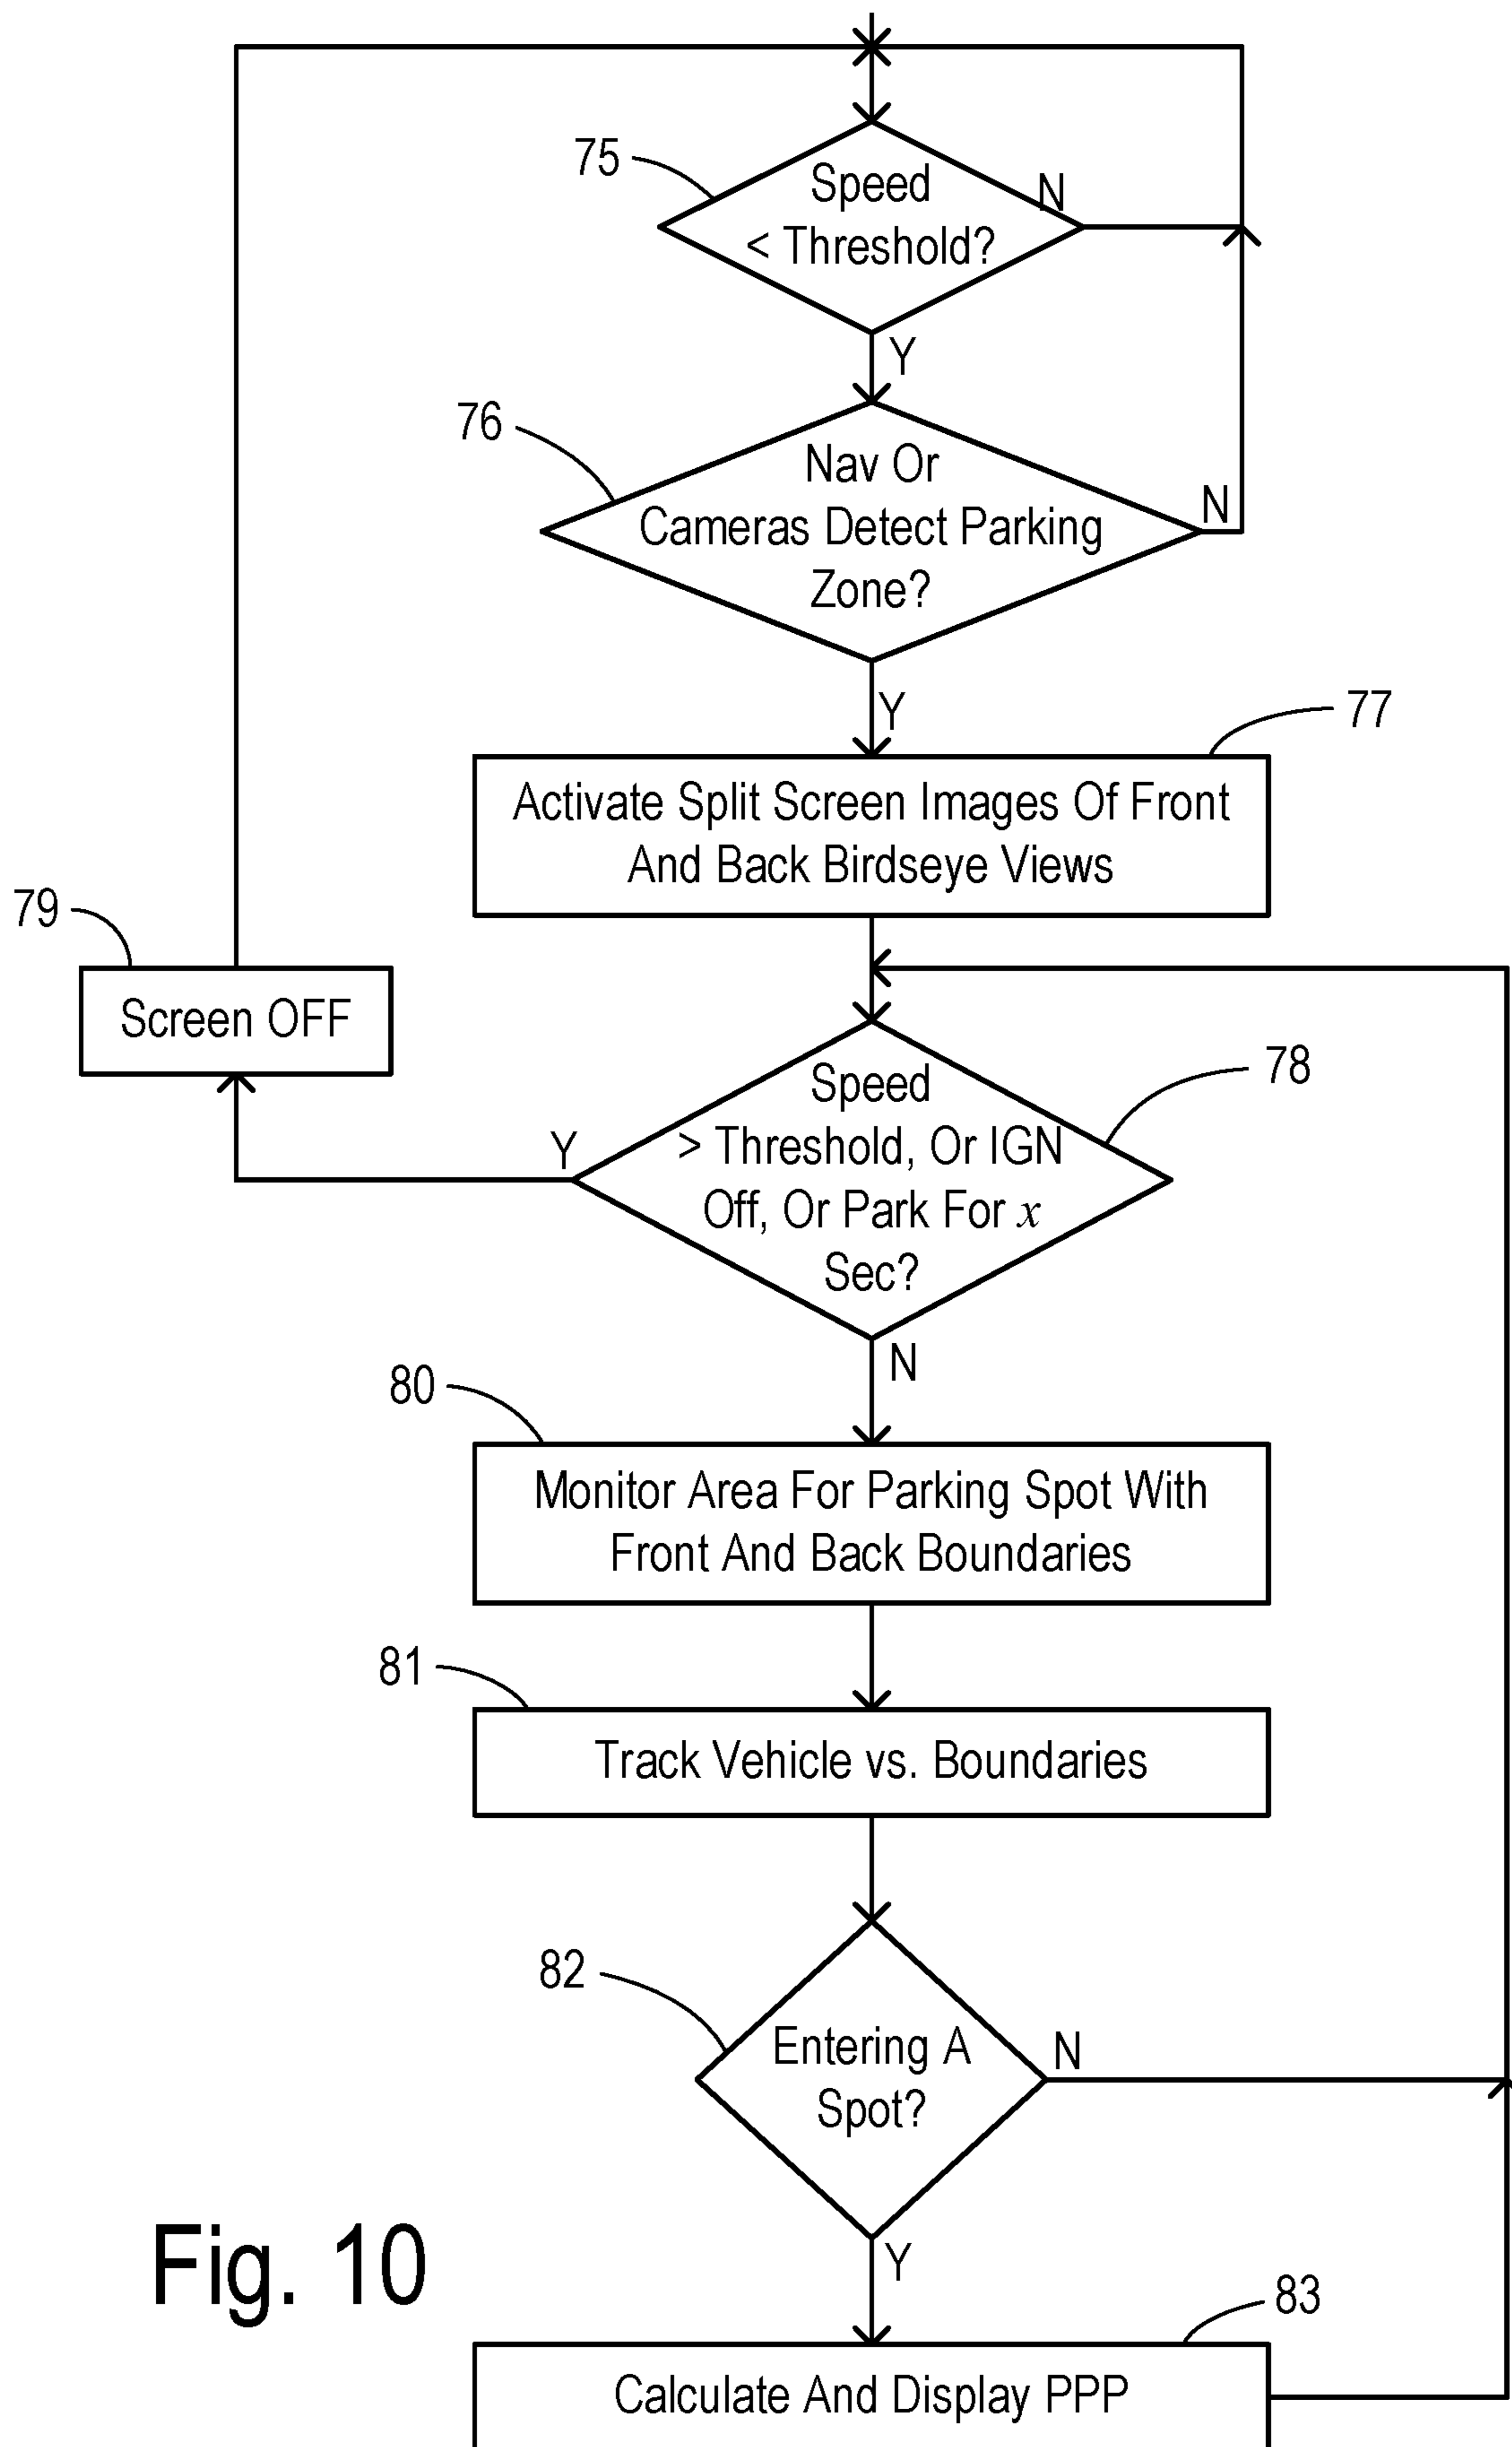 75
Speed
< Threshold?
N
Y
76
Nav Or
Cameras Detect Parking
Zone?
N
Y
77
Activate Split Screen Images Of Front
And Back Birdseye Views
79
Screen OFF
78
Speed
> Threshold, Or IGN
Off, Or Park For x
Sec?
Y
N
80
Monitor Area For Parking Spot With
Front And Back Boundaries
81
Track Vehicle vs. Boundaries
82
Entering A
Spot?
N
Y
Fig. 10
83
Calculate And Display PPP